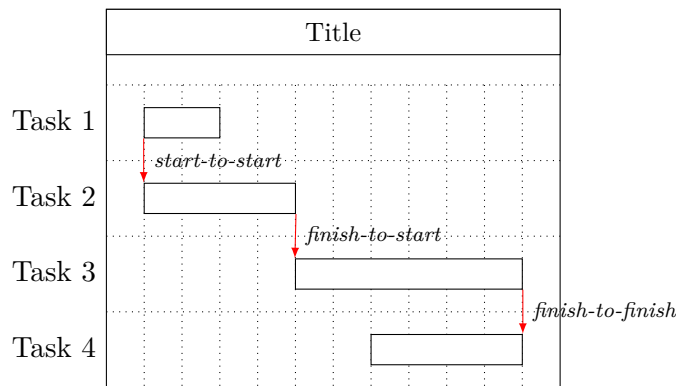 Title
Task 1
start-to-start
Task 2
finish-to-start
Task 3
finish-to-finish
Task 4